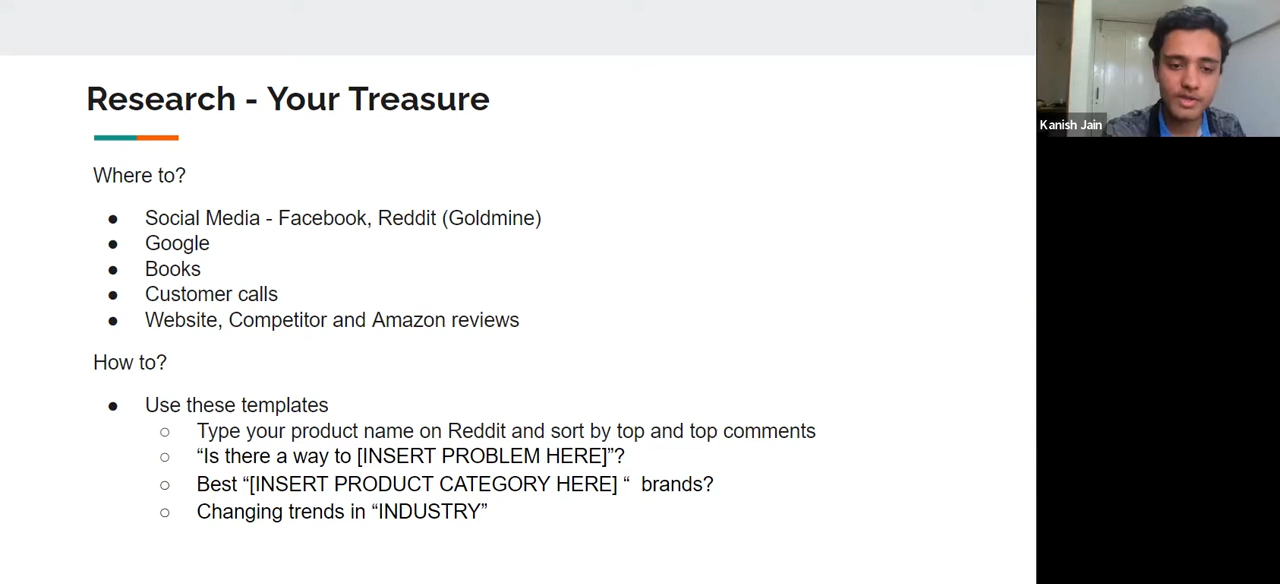 Research - Your Treasure
Where to?
● Social Media - Facebook, Reddit (Goldmine)
● Google
● Books
● Customer calls
● Website, Competitor and Amazon reviews
How to?
● Use these templates
○ Type your product name on Reddit and sort by top and top comments
○ “Is there a way to [INSERT PROBLEM HERE]”?
○ Best “[INSERT PRODUCT CATEGORY HERE] “ brands?
○ Changing trends in “INDUSTRY”
Kanish Jain